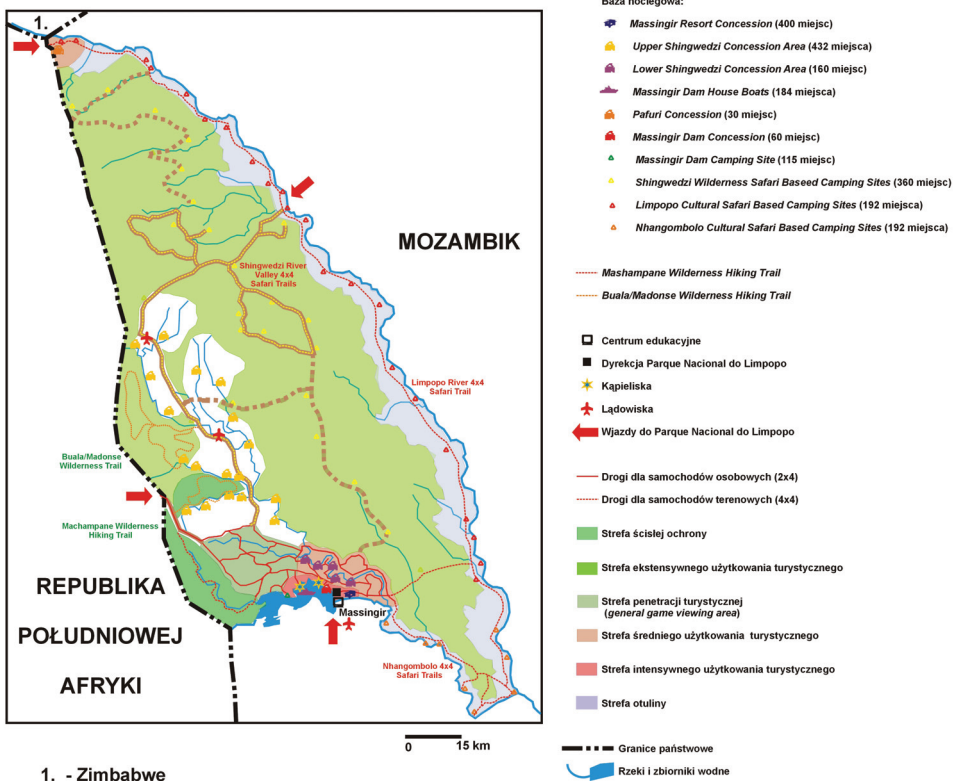 1.
MOZAMBIK
Shingwedzi River
Valley 4x4
Safari Trails
Limpopo River 4x4
Safari Trail
Buala/Madonse
Wilderness Trail
Machampane Wilderness
Hiking Trail
REPUBLIKA
POŁUDNIOWEJ
AFRYKI
Massingir
Nhangombolo 4x4
Safari Trails
0 15 km
1. - Zimbabwe
Baza noclegowa:
Massingir Resort Concession (400 miejsc)
Upper Shingwedzi Concession Area (432 miejsca)
Lower Shingwedzi Concession Area (160 miejsc)
Massingir Dam House Boats (184 miejsca)
Pafuri Concession (30 miejsc)
Massingir Dam Concession (60 miejsc)
Massingir Dam Camping Site (115 miejsc)
Shingwedzi Wilderness Safari Baseed Camping Sites (360 miejsc)
Limpopo Cultural Safari Based Camping Sites (192 miejsca)
Nhangombolo Cultural Safari Based Camping Sites (192 miejsca)
Mashampane Wilderness Hiking Trail
Buala/Madonse Wilderness Hiking Trail
Centrum edukacyjne
Dyrekcja Parque Nacional do Limpopo
Kąpieliska
Lądowiska
Wjazdy do Parque Nacional do Limpopo
Drogi dla samochodów osobowych (2x4)
Drogi dla samochodów terenowych (4x4)
Strefa ścisłej ochrony
Strefa ekstensywnego użytkowania turystycznego
Strefa penetracji turystycznej
(general game viewing area)
Strefa średniego użytkowania turystycznego
Strefa intensywnego użytkowania turystycznego
Strefa otuliny
Granice państwowe
Rzeki i zbiorniki wodne